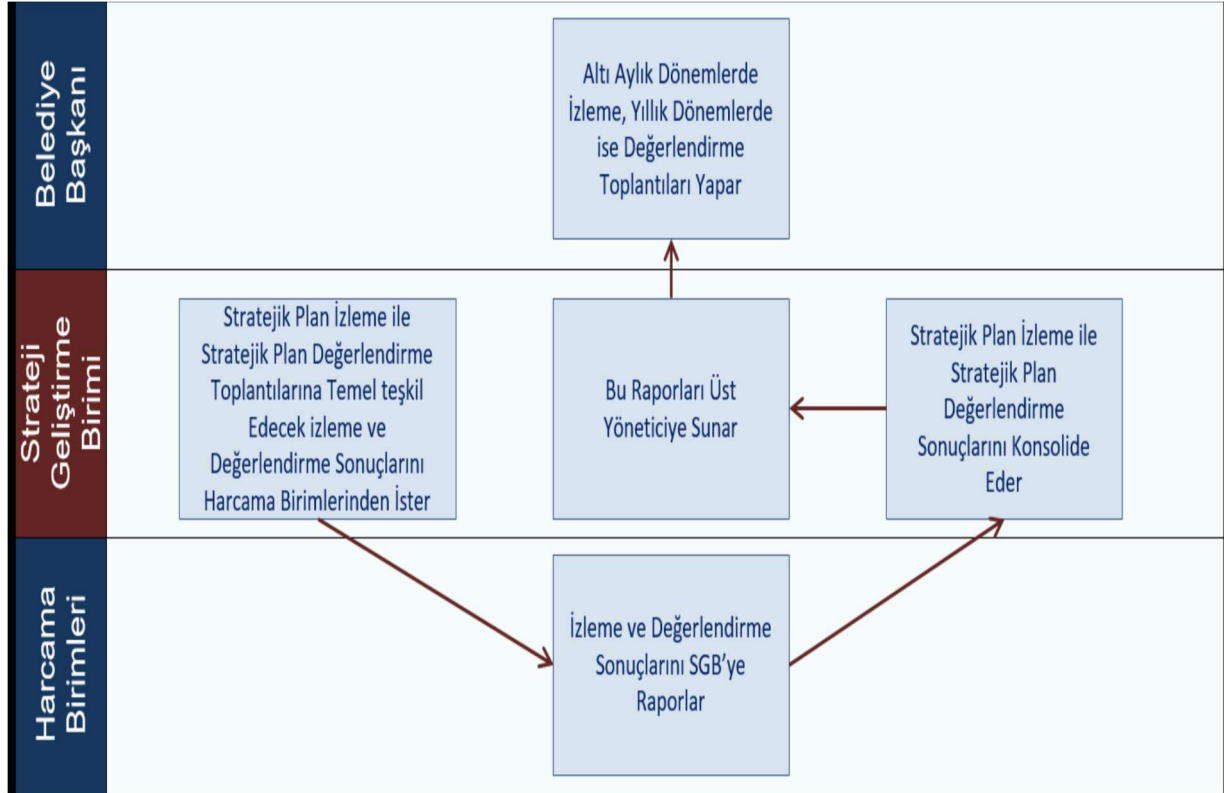 Belediye
Başkanı
Altı Aylık Dönemlerde
İzleme, Yıllık Dönemlerde
ise Değerlendirme
Toplantıları Yapar
Strateji
Geliştirme
Birimi
Stratejik Plan İzleme ile
Stratejik Plan Değerlendirme
Toplantılarına Temel teşkil
Edecek izleme ve
Değerlendirme Sonuçlarını
Harcama Birimlerinden İster
Bu Raporları Üst
Yöneticiye Sunar
Stratejik Plan İzleme ile
Stratejik Plan
Değerlendirme
Sonuçlarını Konsolide
Eder
Harcama
Birimleri
İzleme ve Değerlendirme
Sonuçlarını SGB’ye
Raporlar